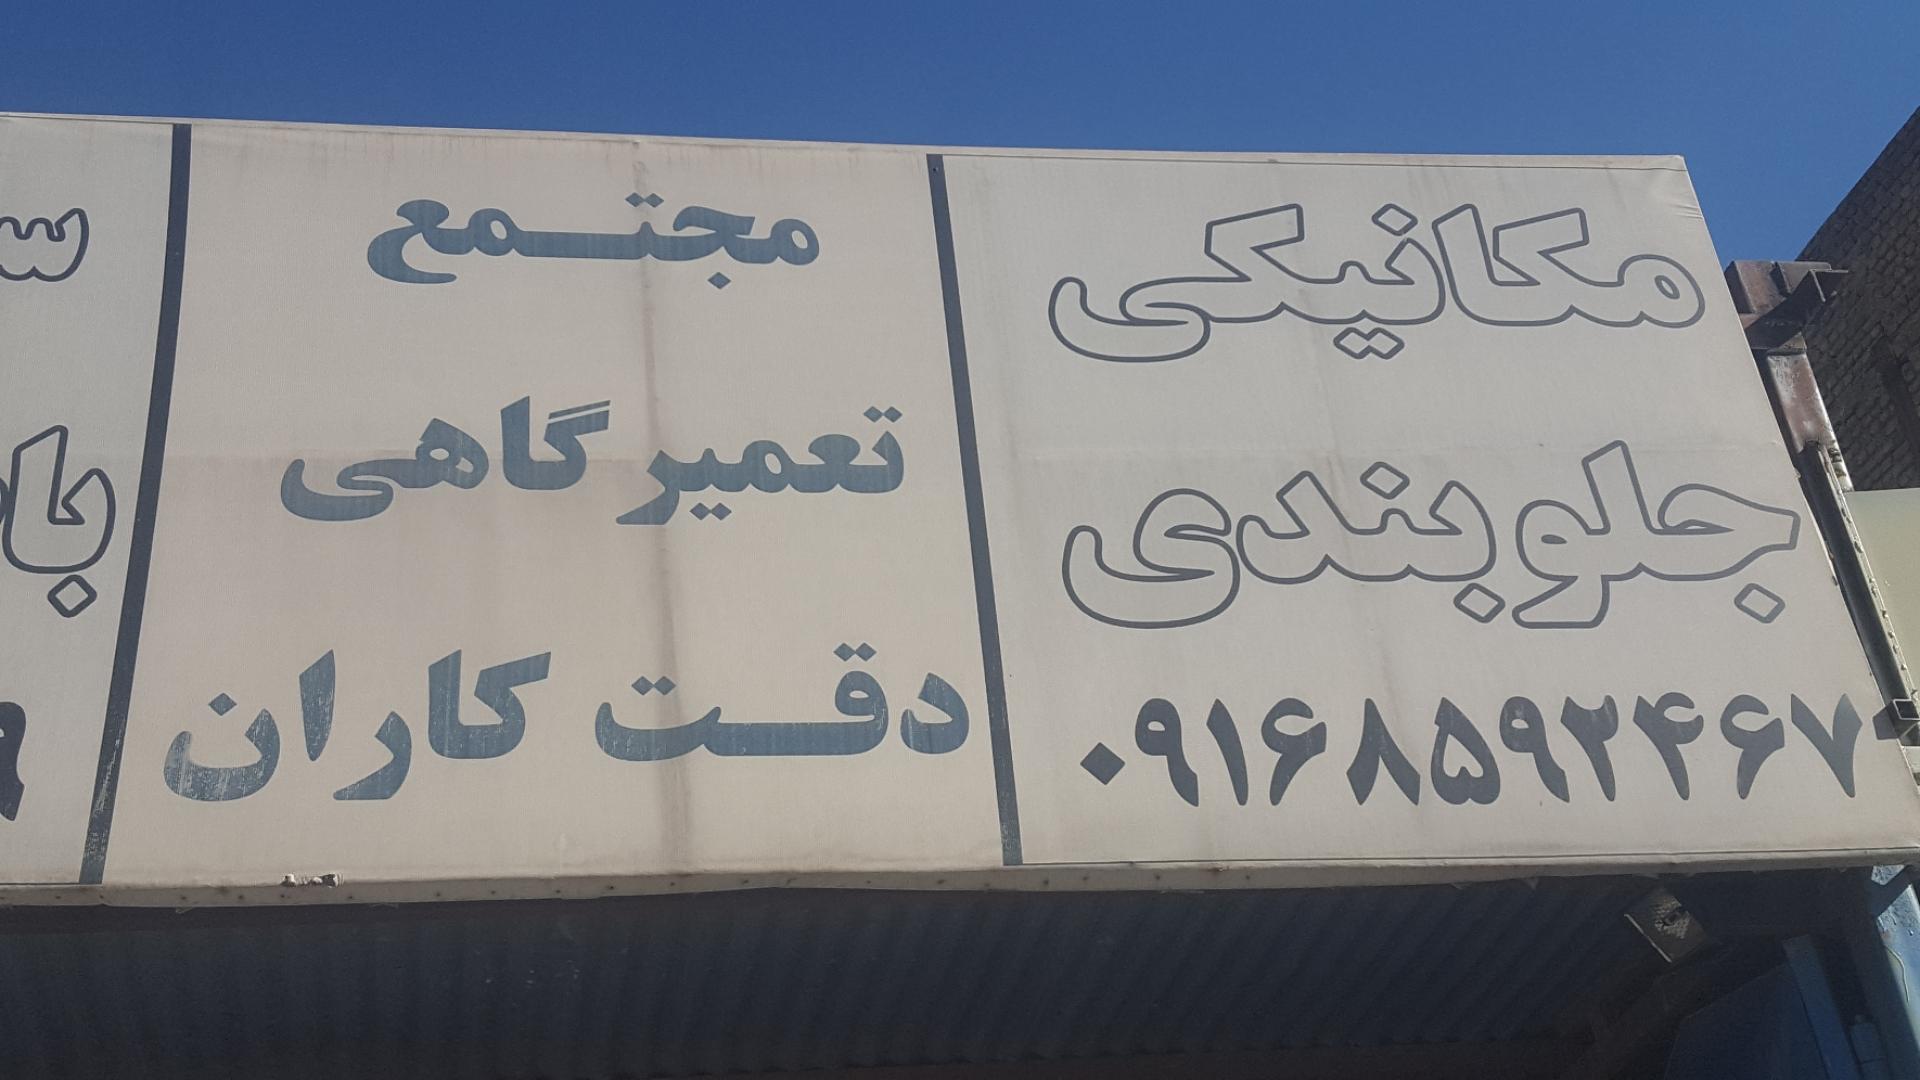 مکانیکی
جلوبندی
۰۹۱۶۸۵۹۲۴۶۷
مجتمع
تعمیرگاهی
دقت کاران